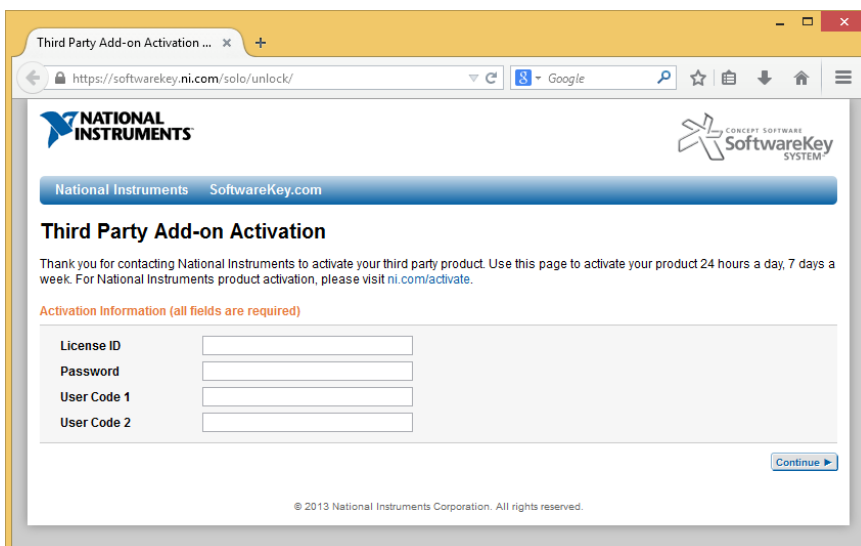 Third Party Add-on Activation ...
https://softwarekey.ni.com/solo/unlock/
8 Google
NATIONAL
INSTRUMENTS
CONCEPT SOFTWARE
SoftwareKey
SYSTEM
National Instruments SoftwareKey.com
Third Party Add-on Activation
Thank you for contacting National Instruments to activate your third party product. Use this page to activate your product 24 hours a day, 7 days a
week. For National Instruments product activation, please visit ni.com/activate.
Activation Information (all fields are required)
License ID
Password
User Code 1
User Code 2
Continue
© 2013 National Instruments Corporation. All rights reserved.